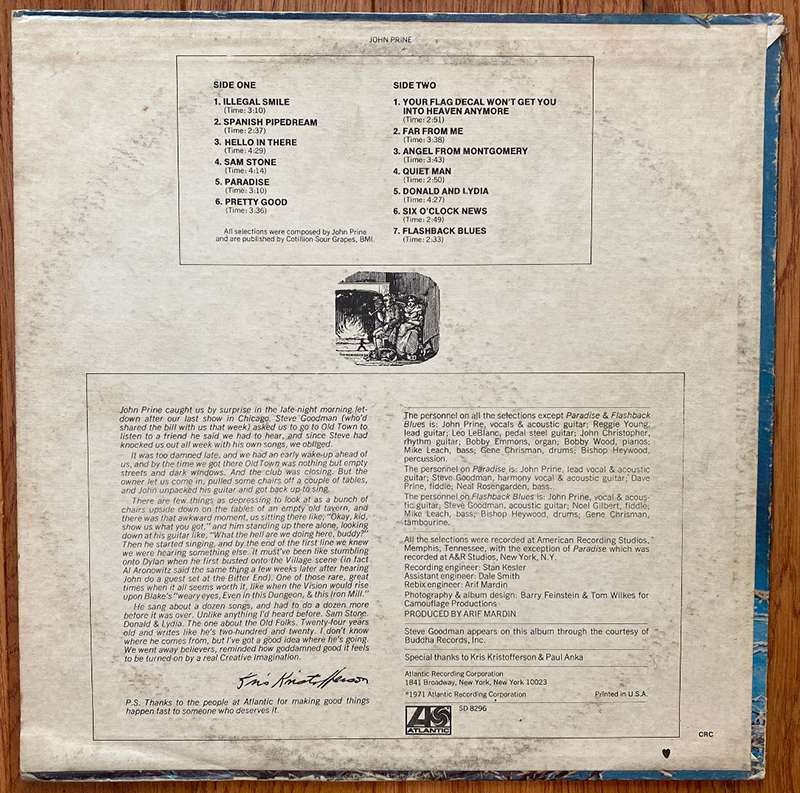 JOHN PRINE
SIDE ONE
1. ILLEGAL SMILE
(Time: 3:10)
2. SPANISH PIPEDREAM
(Time: 2:37)
3. HELLO IN THERE
(Time: 4:29)
4. SAM STONE
(Time: 4:14)
5. PARADISE
(Time: 3:10)
6. PRETTY GOOD
(Time: 3:36)
All selections were composed by John Prine
and are published by Cotillion-Sour Grapes, BMI.
SIDE TWO
1. YOUR FLAG DECAL WON'T GET YOU
INTO HEAVEN ANYMORE
(Time: 2:51)
2. FAR FROM ME
(Time: 3:38)
3. ANGEL FROM MONTGOMERY
(Time: 3:43)
4. QUIET MAN
(Time: 2:50)
5. DONALD AND LYDIA
(Time: 4:27)
6. SIX O'CLOCK NEWS
(Time: 2:49)
7. FLASHBACK BLUES
(Time: 2:33)
John Prine caught us by surprise in the late-night morning let-
down after our last show in Chicago. Steve Goodman (who'd
shared the bill with us that week) asked us to go to Old Town to
listen to a friend he said we had to hear, and since Steve had
knocked us out all week with his own songs, we obliged.
It was too damned late, and we had an early wake-up ahead of
us, and by the time we got there Old Town was nothing but empty
streets and dark windows. And the club was closing. But the
owner let us come in, pulled some chairs off a couple of tables,
and John unpacked his guitar and got back up to sing.
There are few things as depressing to look at as a bunch of
chairs upside down on the tables of an empty old tavern, and
there was that awkward moment, us sitting there like, "Okay, kid,
show us what you got," and him standing up there alone, looking
down at his guitar like, "What the hell are we doing here, buddy?"
Then he started singing, and by the end of the first line we knew
we were hearing something else. It must've been like stumbling
onto Dylan when he first busted onto the Village scene (in fact
Al Aronowitz said the same thing a few weeks later after hearing
John do a guest set at the Bitter End). One of those rare, great
times when it all seems worth it, like when the Vision would rise
upon Blake's "weary eyes, Even in this Dungeon, & this Iron Mill."
He sang about a dozen songs, and had to do a dozen more
before it was over. Unlike anything I'd heard before. Sam Stone.
Donald & Lydia. The one about the Old Folks. Twenty-four years
old and writes like he's two-hundred and twenty. I don't know
where he comes from, but I've got a good idea where he's going.
We went away believers, reminded how goddamned good it feels
to be turned on by a real Creative Imagination.
Kris Kristofferson
P.S. Thanks to the people at Atlantic for making good things
happen fast to someone who deserves it.
The personnel on all the selections except Paradise & Flashback
Blues is: John Prine, vocals & acoustic guitar; Reggie Young,
lead guitar; Leo LeBlanc, pedal steel guitar; John Christopher,
rhythm guitar; Bobby Emmons, organ; Bobby Wood, pianos;
Mike Leach, bass; Gene Chrisman, drums; Bishop Heywood,
percussion.
The personnel on Paradise is: John Prine, lead vocal & acoustic
guitar; Steve Goodman, harmony vocal & acoustic guitar; Dave
Prine, fiddle; Neal Rosengarden, bass.
The personnel on Flashback Blues is: John Prine, vocal & acous-
tic guitar; Steve Goodman, acoustic guitar; Noel Gilbert, fiddle;
Mike Leach, bass; Bishop Heywood, drums; Gene Chrisman,
tambourine.
All the selections were recorded at American Recording Studios,
Memphis, Tennessee, with the exception of Paradise which was
recorded at A&R Studios, New York, N.Y.
Recording engineer: Stan Kesler
Assistant engineer: Dale Smith
Rebix engineer: Arif Mardin
Photography & album design: Barry Feinstein & Tom Wilkes for
Camouflage Productions
PRODUCED BY ARIF MARDIN
Steve Goodman appears on this album through the courtesy of
Buddha Records, Inc.
Special thanks to Kris Kristofferson & Paul Anka
Atlantic Recording Corporation
1841 Broadway, New York, New York 10023
©1971 Atlantic Recording Corporation Printed in U.S.A.
ATLANTIC
SD 8296
CRC